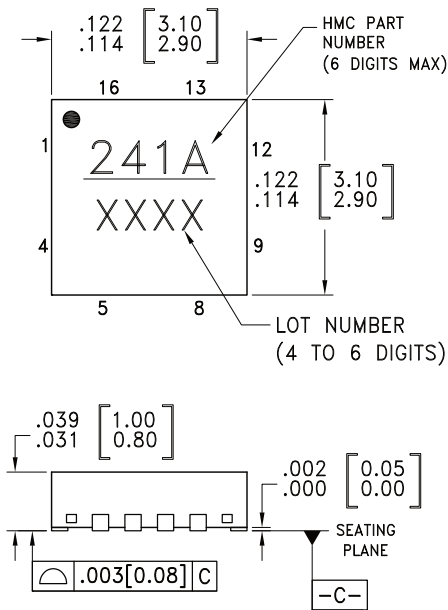 .122 [3.10]
.114 [2.90]
HMC PART
NUMBER
(6 DIGITS MAX)
16 13
1
241A
12
XXXX
.122 [3.10]
.114 [2.90]
4
9
5 8
LOT NUMBER
(4 TO 6 DIGITS)
.039 [1.00]
.031 [0.80]
.002 [0.05]
.000 [0.00]
SEATING
PLANE
.003[0.08] C
-C-